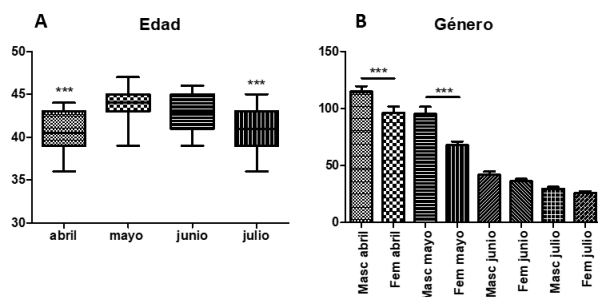 A
Edad
***
***
45
50
40
35
30
abril
mayo
junio
julio
B
Género
***
***
150
100
50
0
Masc abril
Fem abril
Masc mayo
Fem mayo
Masc junio
Fem junio
Masc julio
Fem julio